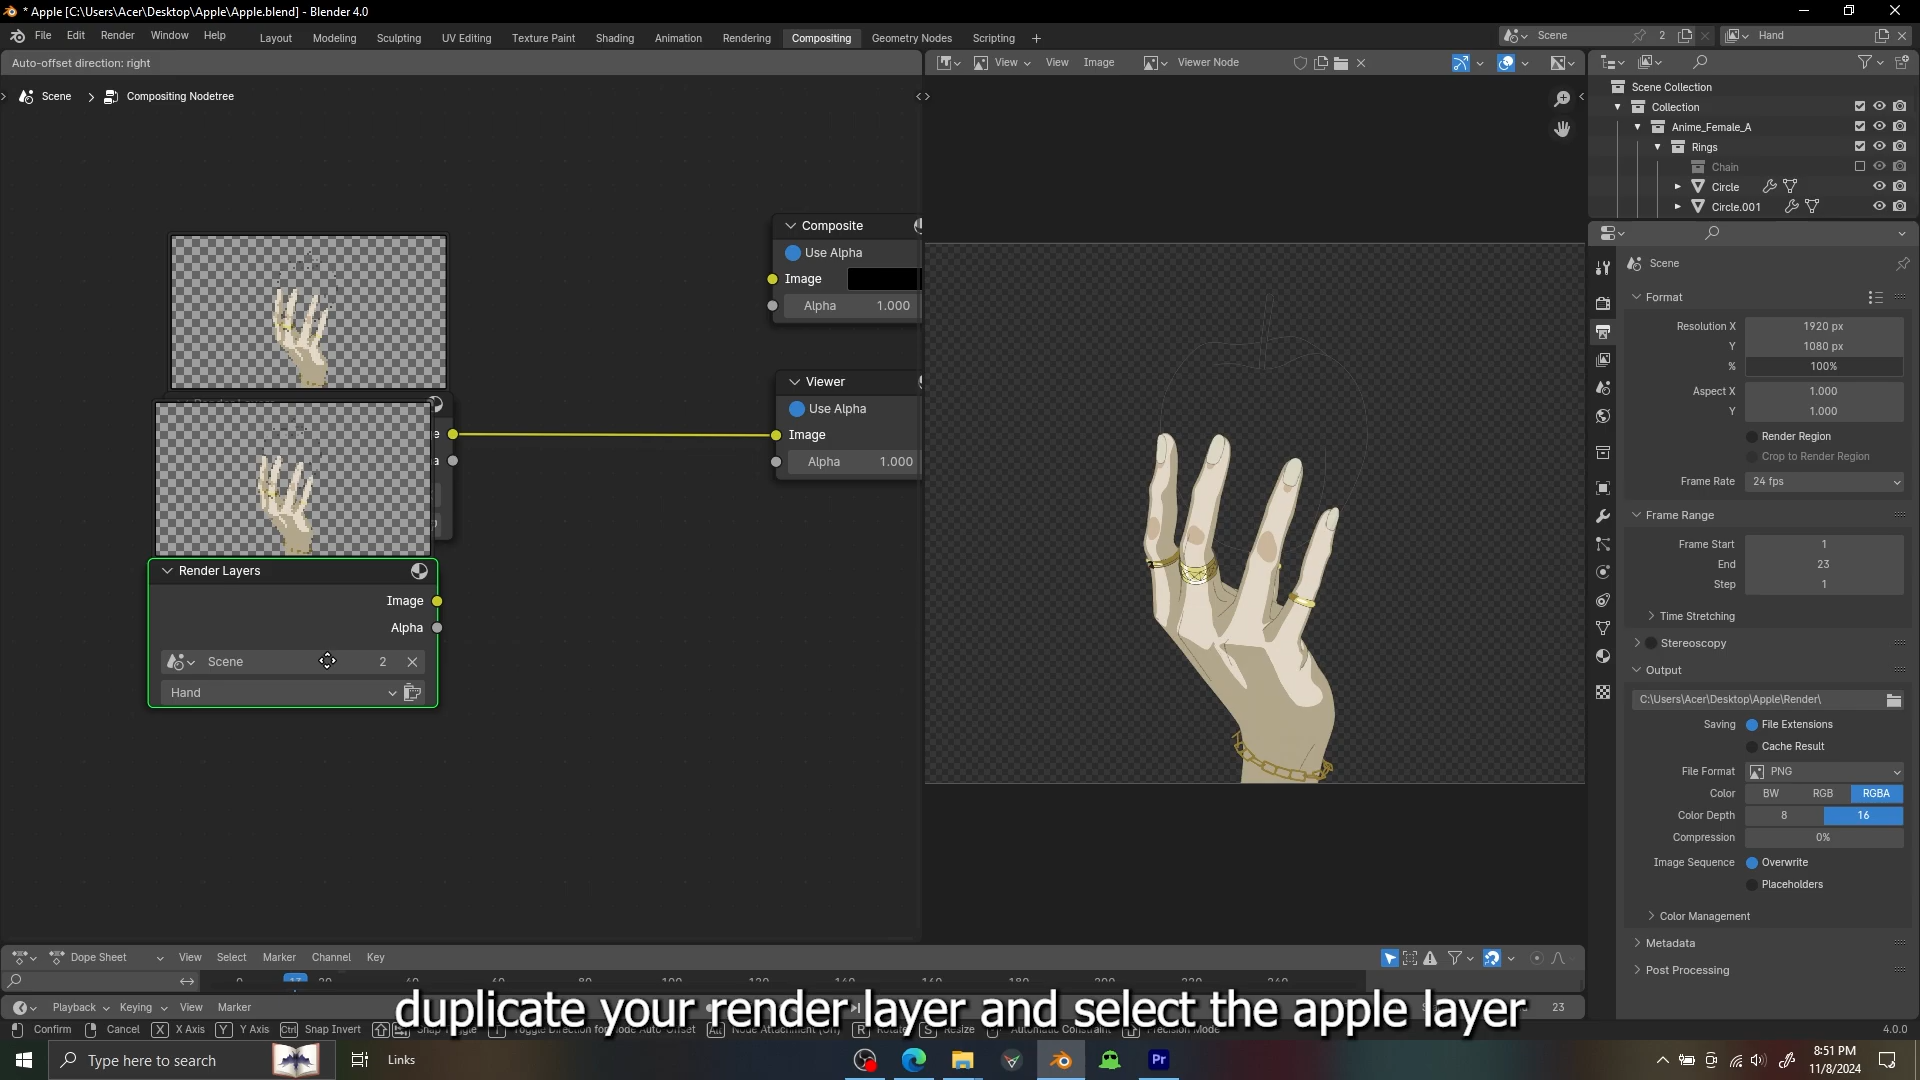 * Apple [C:\Users\Acer\Desktop\Apple\Apple.blend] - Blender 4.0
File Edit Render Window Help
Layout Modeling Sculpting UV Editing Texture Paint Shading Animation Rendering Compositing Geometry Nodes Scripting +
Scene 2
Hand
Auto-offset direction: right
View View Image Viewer Node
Scene > Compositing Nodetree
Scene Collection
Collection
Anime_Female_A
Rings
Chain
Circle
Circle.001
Composite
Use Alpha
Image
Alpha 1.000
Viewer
Use Alpha
Image
Alpha 1.000
Render Layers
Image
Alpha
Scene 2
Hand
Scene
Format
Resolution X 1920 px
Y 1080 px
% 100%
Aspect X 1.000
Y 1.000
Render Region
Crop to Render Region
Frame Rate 24 fps
Frame Range
Frame Start 1
End 23
Step 1
Time Stretching
Stereoscopy
Output
C:\Users\Acer\Desktop\Apple\Render\
Saving File Extensions
Cache Result
File Format PNG
Color BW RGB RGBA
Color Depth 8 16
Compression 0%
Image Sequence Overwrite
Placeholders
Color Management
Metadata
Post Processing
Dope Sheet View Select Marker Channel Key
Playback Keying View Marker
23
duplicate your render layer and select the apple layer
Confirm Cancel X X Axis Y Y Axis Ctrl Snap Invert
4.0.0
Type here to search
Links
8:51 PM
11/8/2024